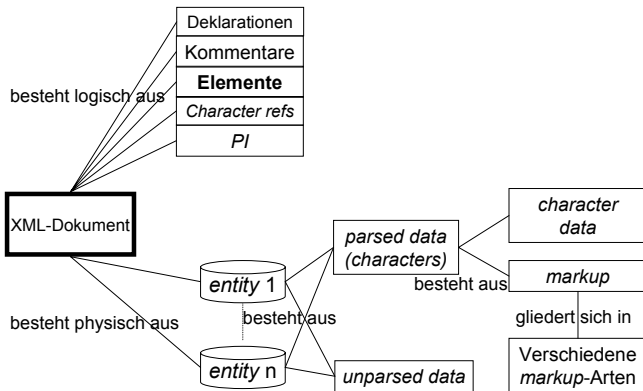 Deklarationen
Kommentare
Elemente
Character refs
PI
besteht logisch aus
XML-Dokument
besteht physisch aus
entity 1
entity n
besteht aus
parsed data
(characters)
unparsed data
besteht aus
character
data
markup
gliedert sich in
Verschiedene
markup-Arten